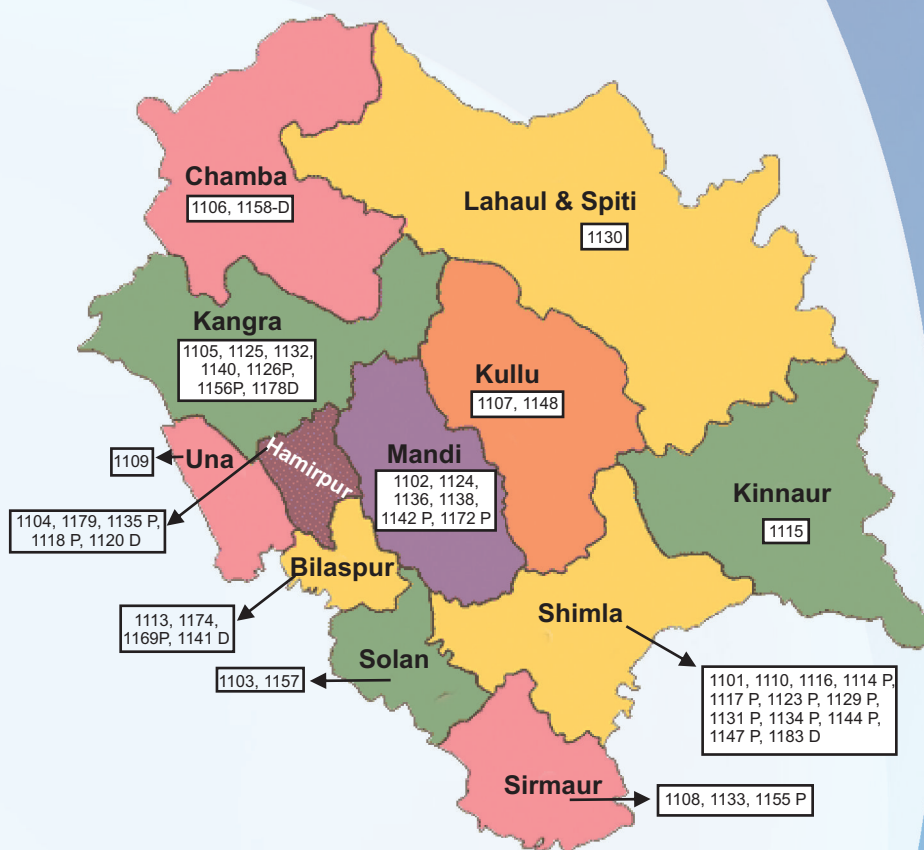 Chamba
1106, 1158-D
Lahaul & Spiti
1130
Kangra
1105, 1125, 1132,
1140, 1126P,
1156P, 1178D
Kullu
1107, 1148
Una
1109
Hamirpur
1104, 1179, 1135 P,
1118 P, 1120 D
Mandi
1102, 1124,
1136, 1138,
1142 P, 1172 P
Kinnaur
1115
Bilaspur
1113, 1174,
1169P, 1141 D
Shimla
1101, 1110, 1116, 1114 P,
1117 P, 1123 P, 1129 P,
1131 P, 1134 P, 1144 P,
1147 P, 1183 D
Solan
1103, 1157
Sirmaur
1108, 1133, 1155 P